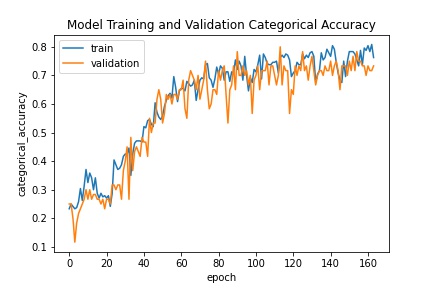 Model Training and Validation Categorical Accuracy
train
validation
categorical_accuracy
0.8
0.7
0.6
0.5
0.4
0.3
0.2
0.1
0 20 40 60 80 100 120 140 160
epoch